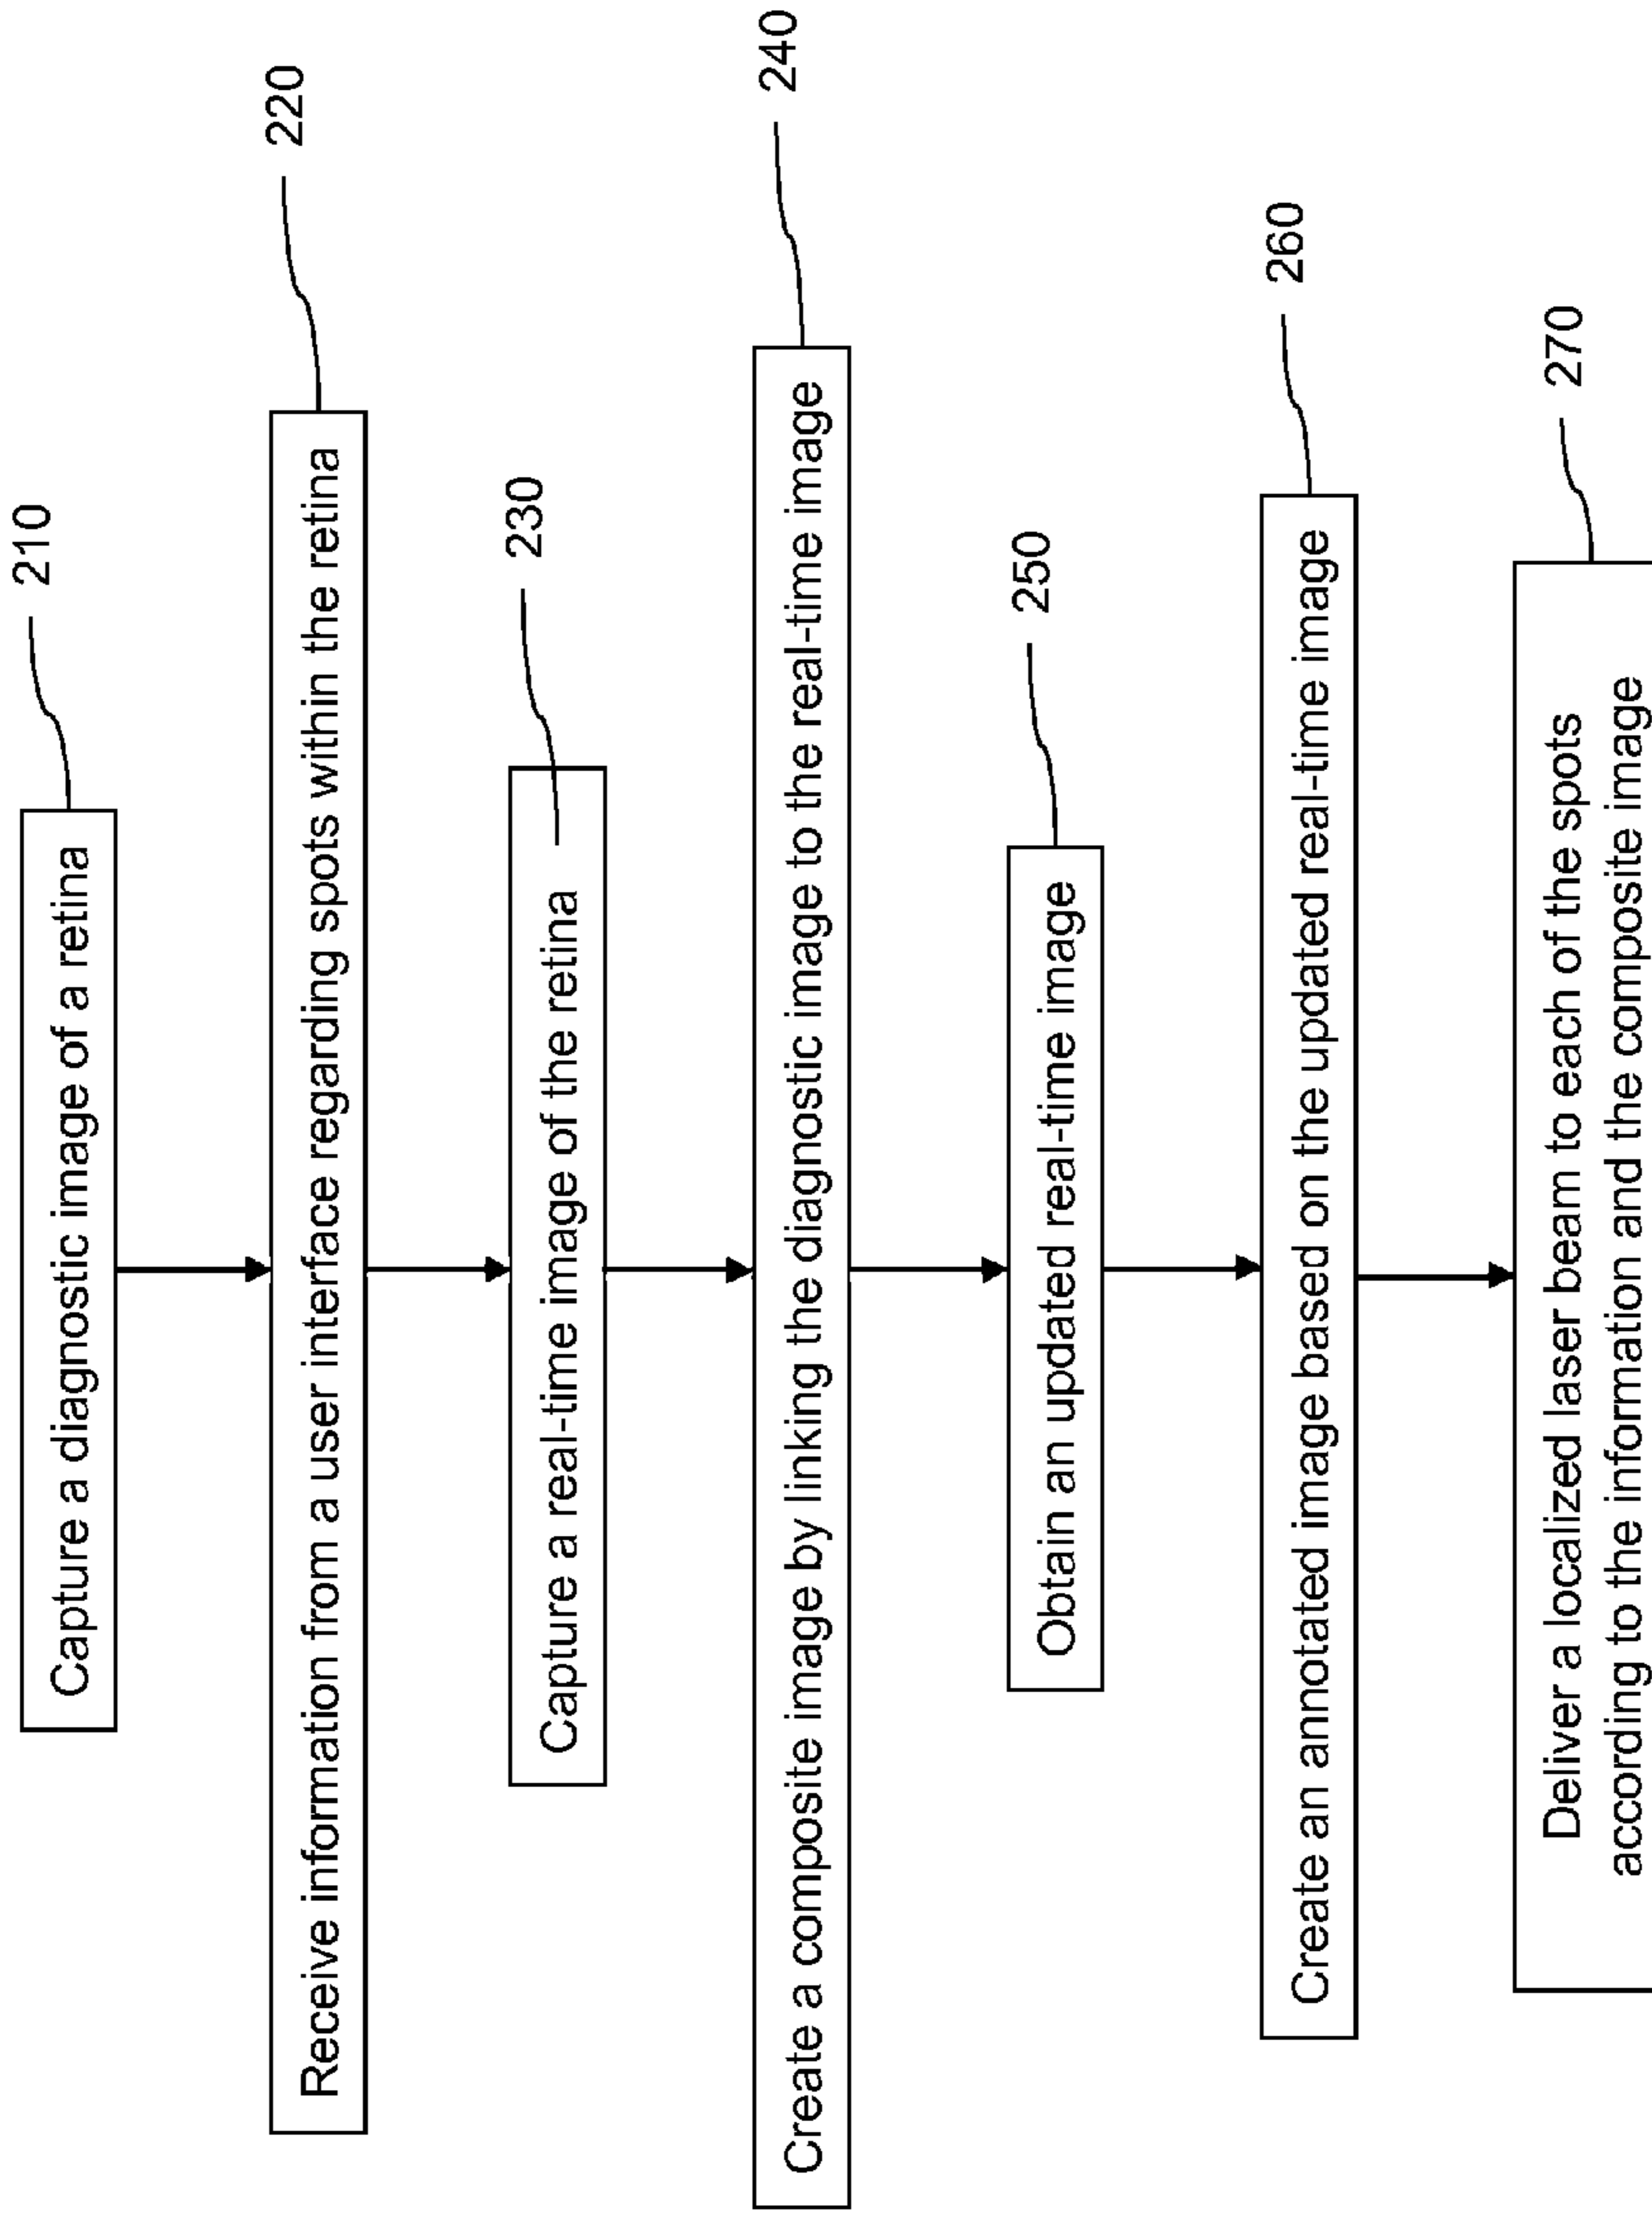 210
Capture a diagnostic image of a retina
220
Receive information from a user interface regarding spots within the retina
230
Capture a real-time image of the retina
240
Create a composite image by linking the diagnostic image to the real-time image
250
Obtain an updated real-time image
260
Create an annotated image based on the updated real-time image
270
Deliver a localized laser beam to each of the spots
according to the information and the composite image